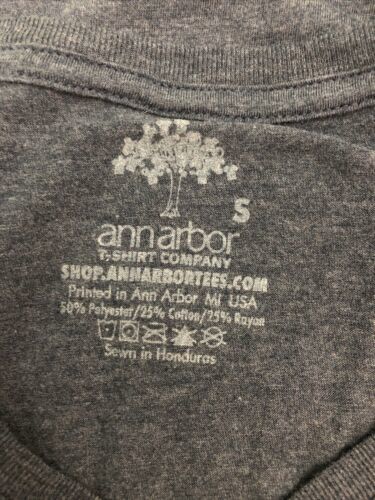 S
annarbor
T-SHIRT COMPANY
SHOP.ANNARBORTEES.COM
Printed in Ann Arbor MI USA
50% Polyester/25% Cotton/25% Rayon
Sewn in Honduras